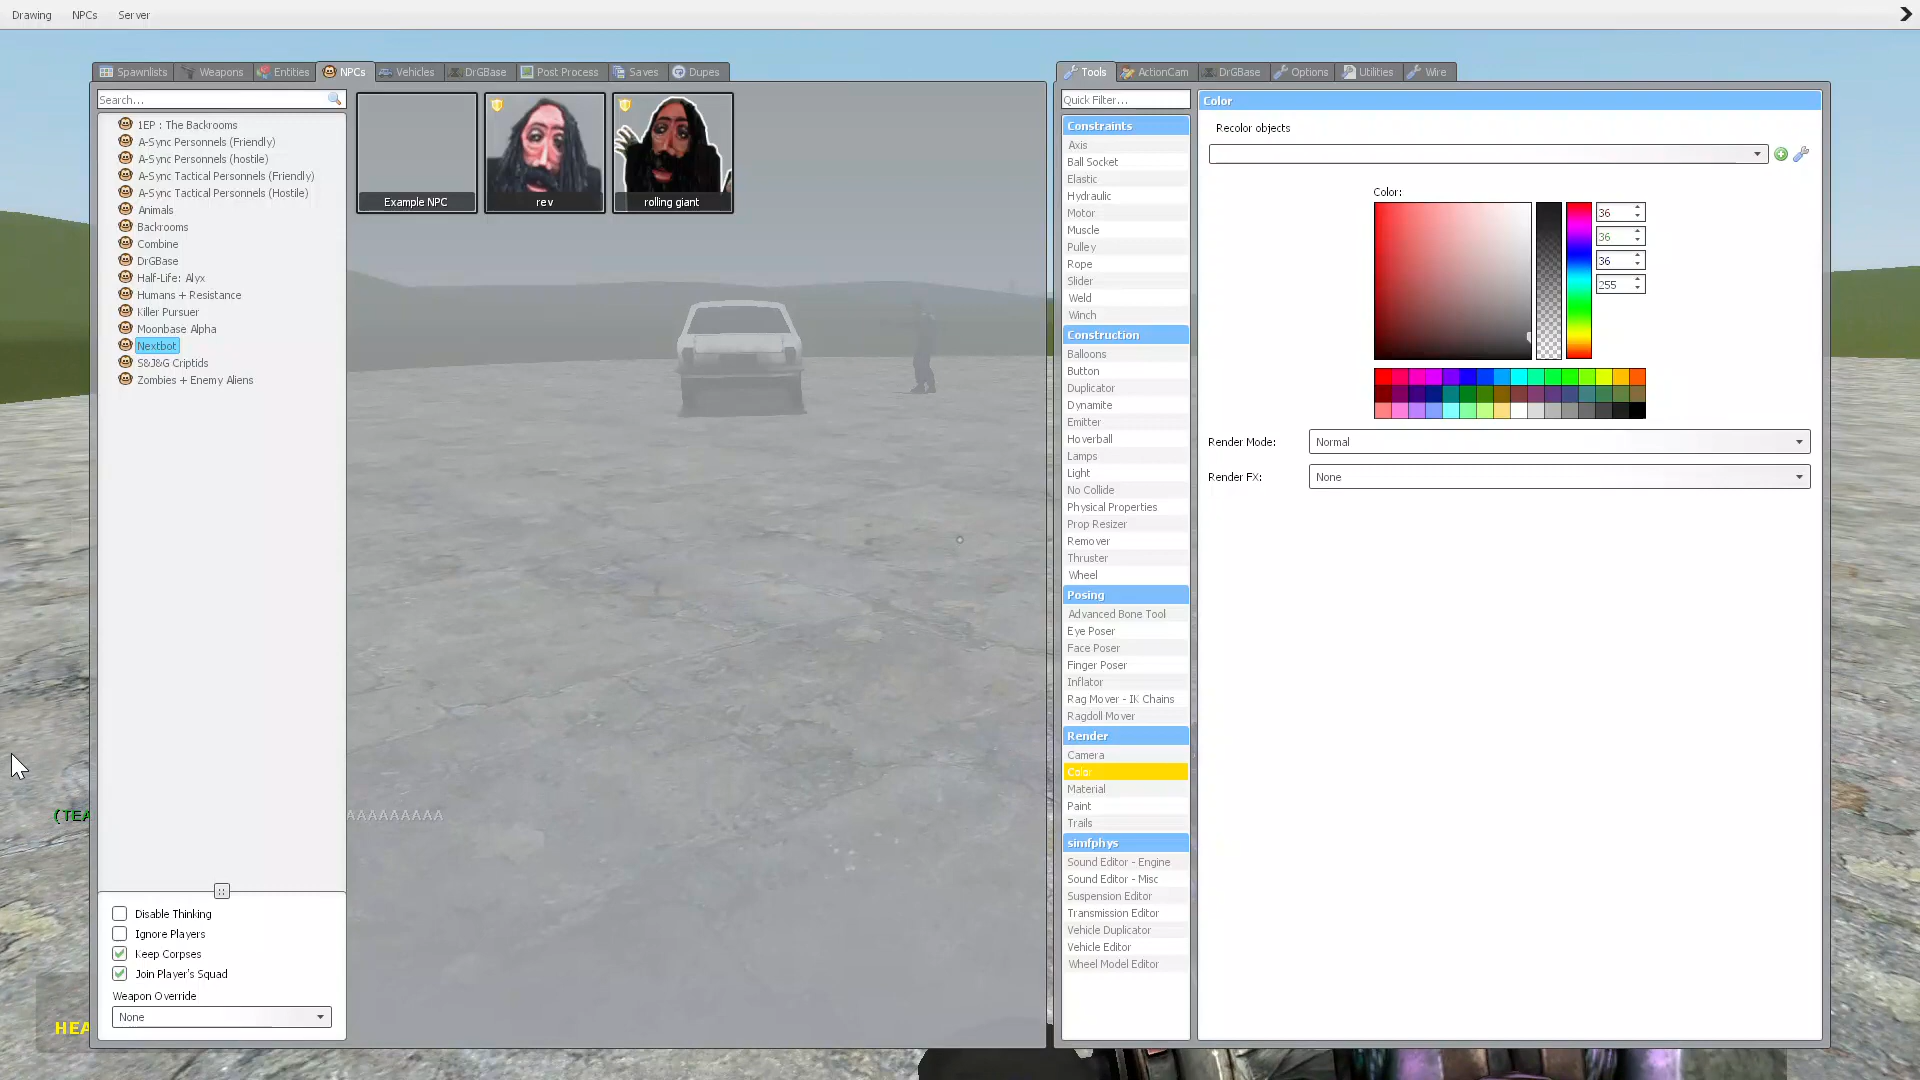 Drawing NPCs Server
Spawnlists Weapons Entities NPCs Vehicles DrGBase Post Process Saves Dupes
Search...
1EP : The Backrooms
A-Sync Personnels (Friendly)
A-Sync Personnels (hostile)
A-Sync Tactical Personnels (Friendly)
A-Sync Tactical Personnels (Hostile)
Animals
Backrooms
Combine
DrGBase
Half-Life: Alyx
Humans + Resistance
Killer Pursuer
Moonbase Alpha
Nextbot
S&J&G Criptids
Zombies + Enemy Aliens
Example NPC
rev
rolling giant
(TEA
AAAAAAAAA
Disable Thinking
Ignore Players
Keep Corpses
Join Player's Squad
Weapon Override
None
HEA
Tools ActionCam DrGBase Options Utilities Wire
Quick Filter...
Constraints
Axis
Ball Socket
Elastic
Hydraulic
Motor
Muscle
Pulley
Rope
Slider
Weld
Winch
Construction
Balloons
Button
Duplicator
Dynamite
Emitter
Hoverball
Lamps
Light
No Collide
Physical Properties
Prop Resizer
Remover
Thruster
Wheel
Posing
Advanced Bone Tool
Eye Poser
Face Poser
Finger Poser
Inflator
Rag Mover - IK Chains
Ragdoll Mover
Render
Camera
Color
Material
Paint
Trails
simfphys
Sound Editor - Engine
Sound Editor - Misc
Suspension Editor
Transmission Editor
Vehicle Duplicator
Vehicle Editor
Wheel Model Editor
Color
Recolor objects
Color:
36
36
36
255
Render Mode:
Normal
Render FX:
None